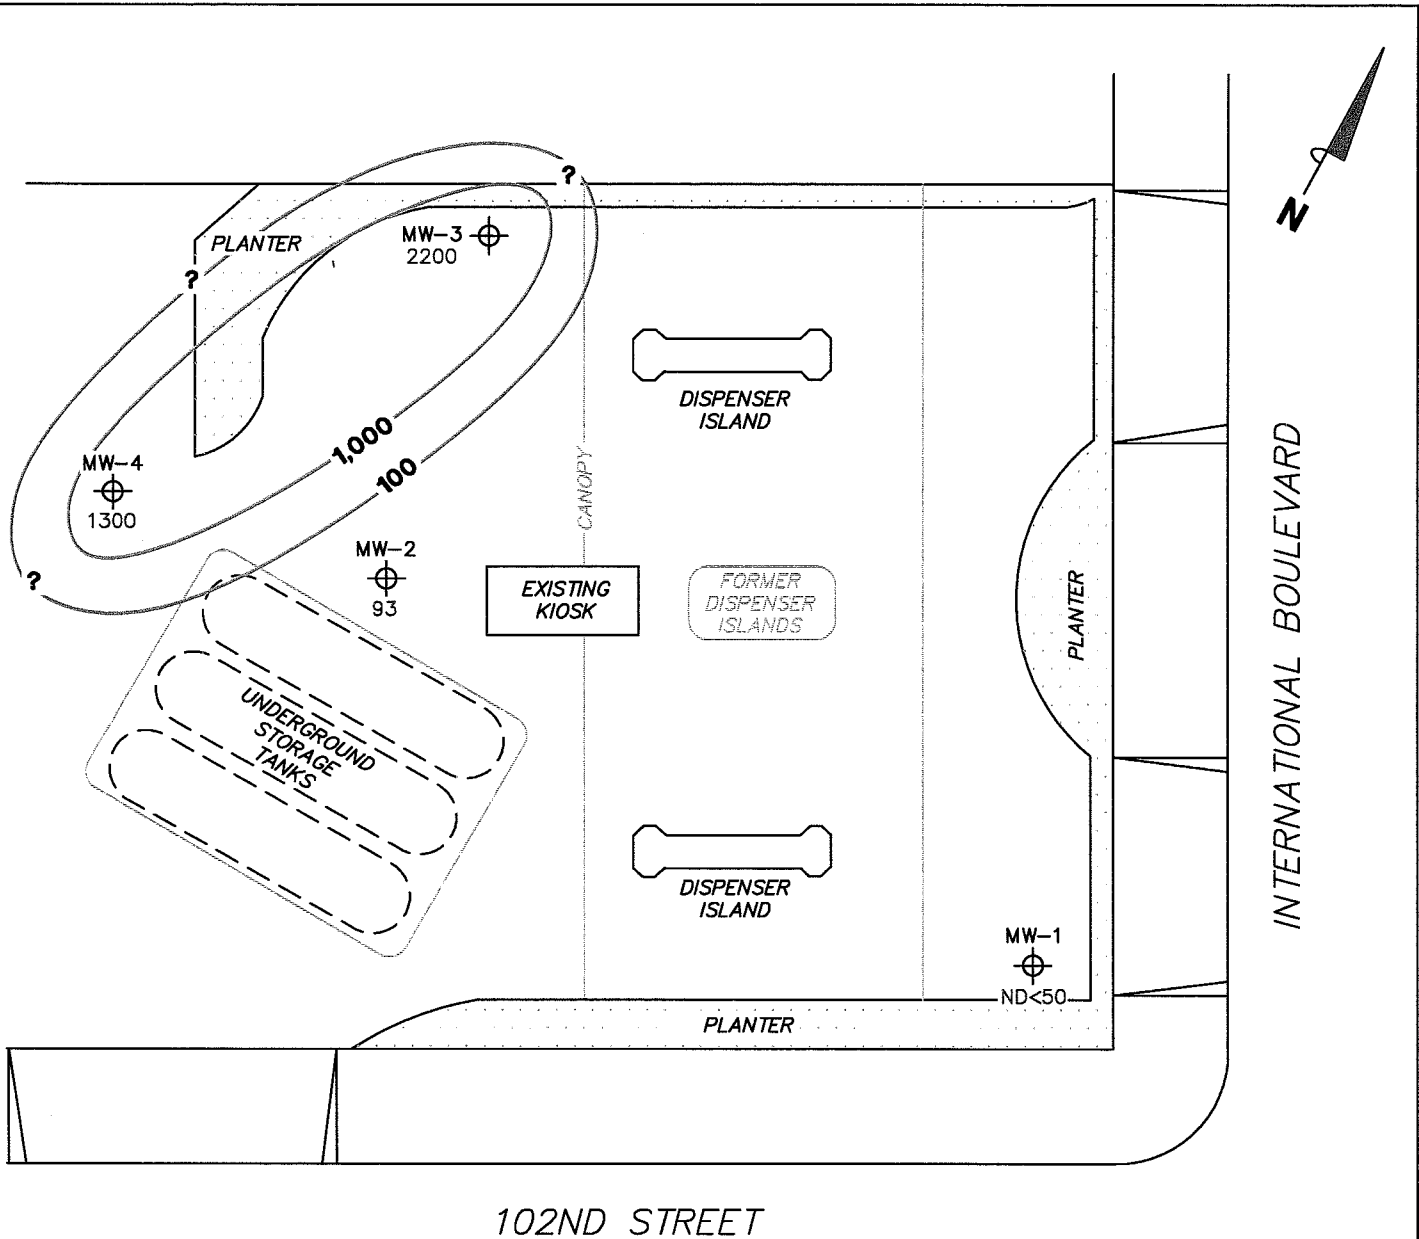 N
?
PLANTER
MW-3
2200
?
DISPENSER
ISLAND
1,000
100
MW-4
1300
CANOPY
?
MW-2
93
EXISTING
KIOSK
FORMER
DISPENSER
ISLANDS
PLANTER
INTERNATIONAL BOULEVARD
UNDERGROUND
STORAGE
TANKS
DISPENSER
ISLAND
MW-1
ND<50
PLANTER
102ND STREET